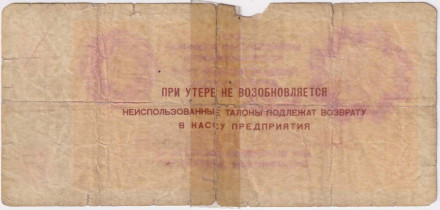 ПРИ УТЕРЕ НЕ ВОЗОБНОВЛЯЕТСЯ
НЕИСПОЛЬЗОВАННЫЕ ТАЛОНЫ ПОДЛЕЖАТ ВОЗВРАТУ
В КАССУ ПРЕДПРИЯТИЯ